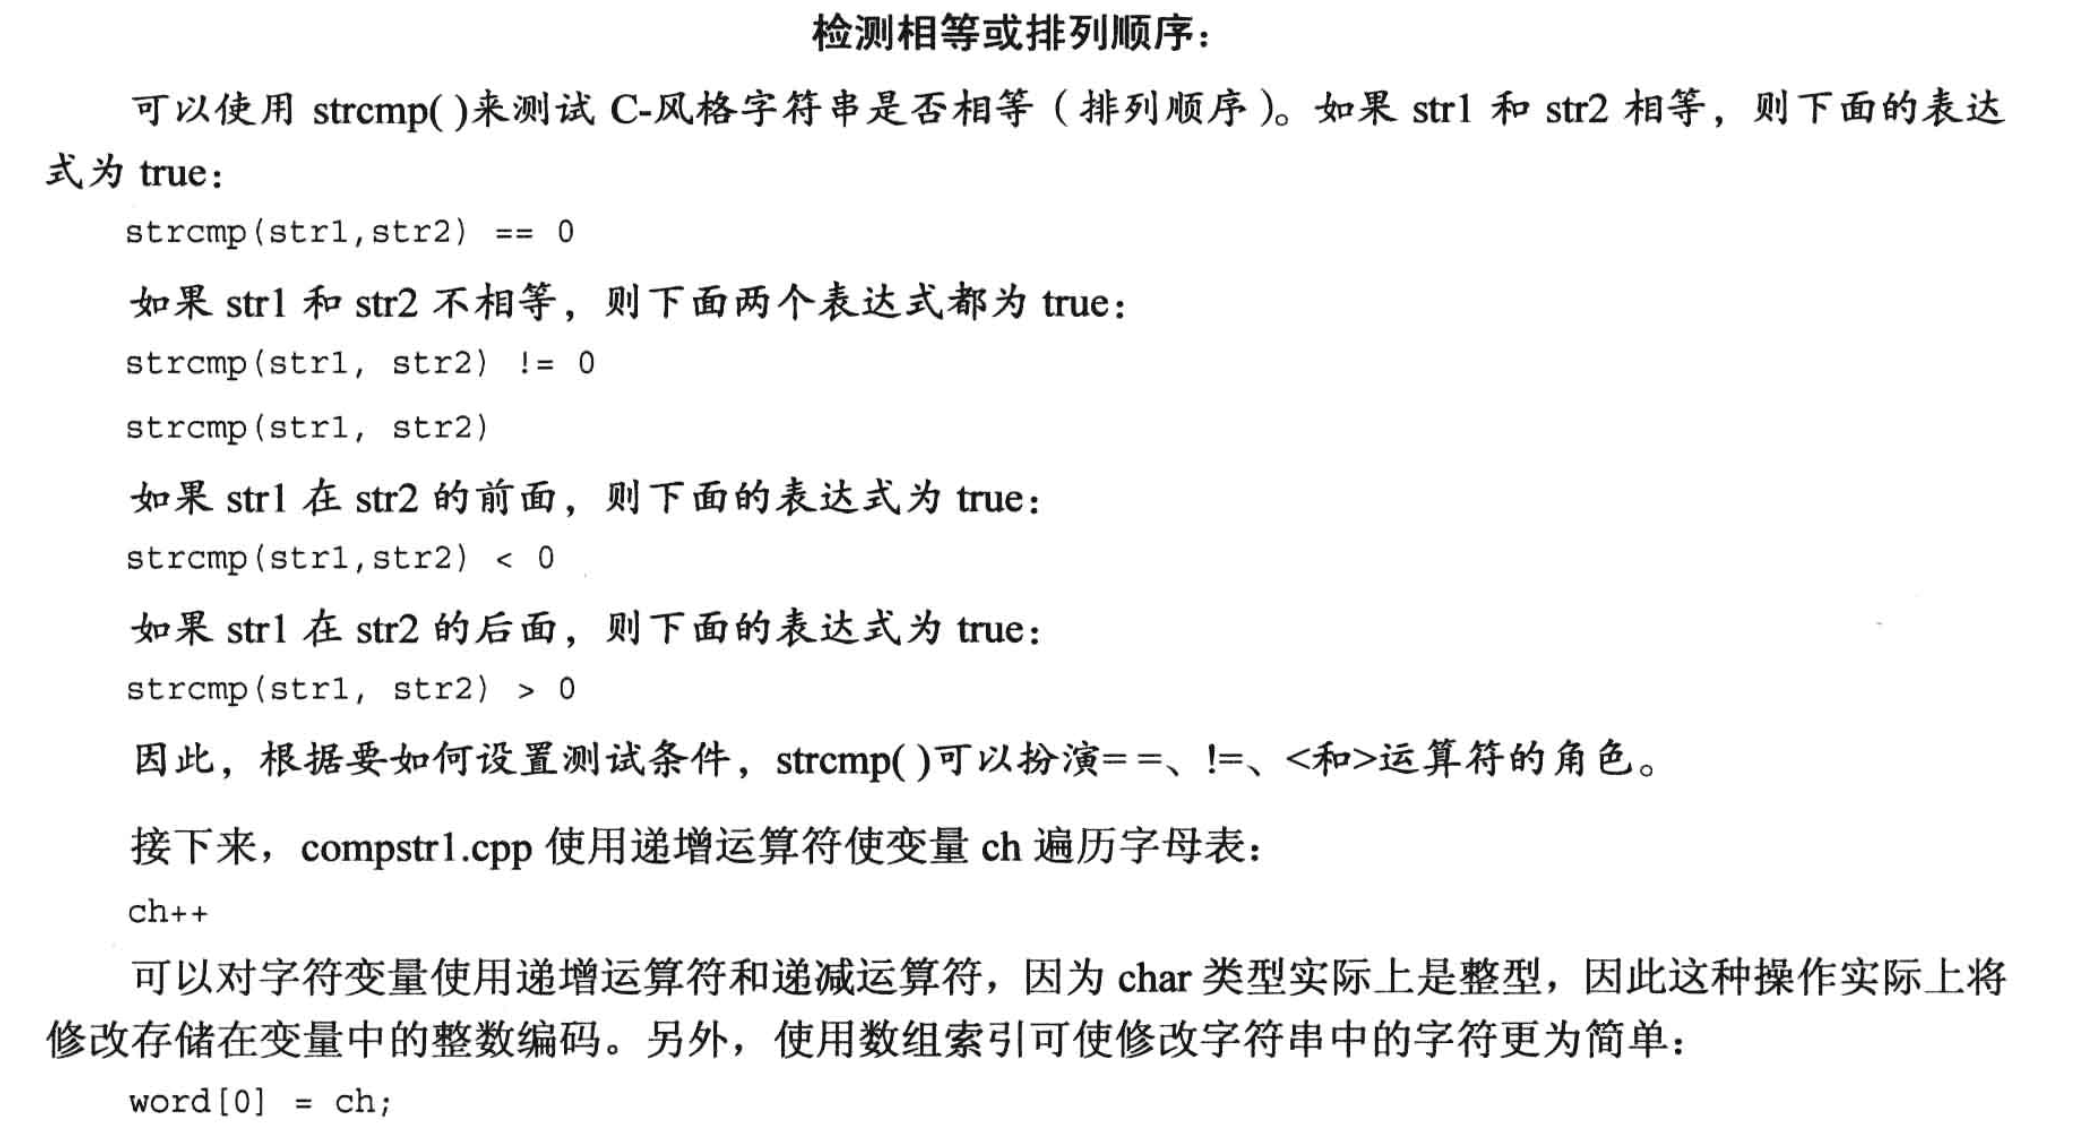 检测相等或排列顺序：
可以使用 strcmp( )来测试 C-风格字符串是否相等（排列顺序）。如果 str1 和 str2 相等，则下面的表达
式为 true：
strcmp(str1,str2) == 0
如果 str1 和 str2 不相等，则下面两个表达式都为 true：
strcmp(str1, str2) != 0
strcmp(str1, str2)
如果 str1 在 str2 的前面，则下面的表达式为 true：
strcmp(str1,str2) < 0
如果 str1 在 str2 的后面，则下面的表达式为 true：
strcmp(str1, str2) > 0
因此，根据要如何设置测试条件，strcmp( )可以扮演= =、!=、<和>运算符的角色。
接下来，compstr1.cpp 使用递增运算符使变量 ch 遍历字母表：
ch++
可以对字符变量使用递增运算符和递减运算符，因为 char 类型实际上是整型，因此这种操作实际上将
修改存储在变量中的整数编码。另外，使用数组索引可使修改字符串中的字符更为简单：
word[0] = ch;